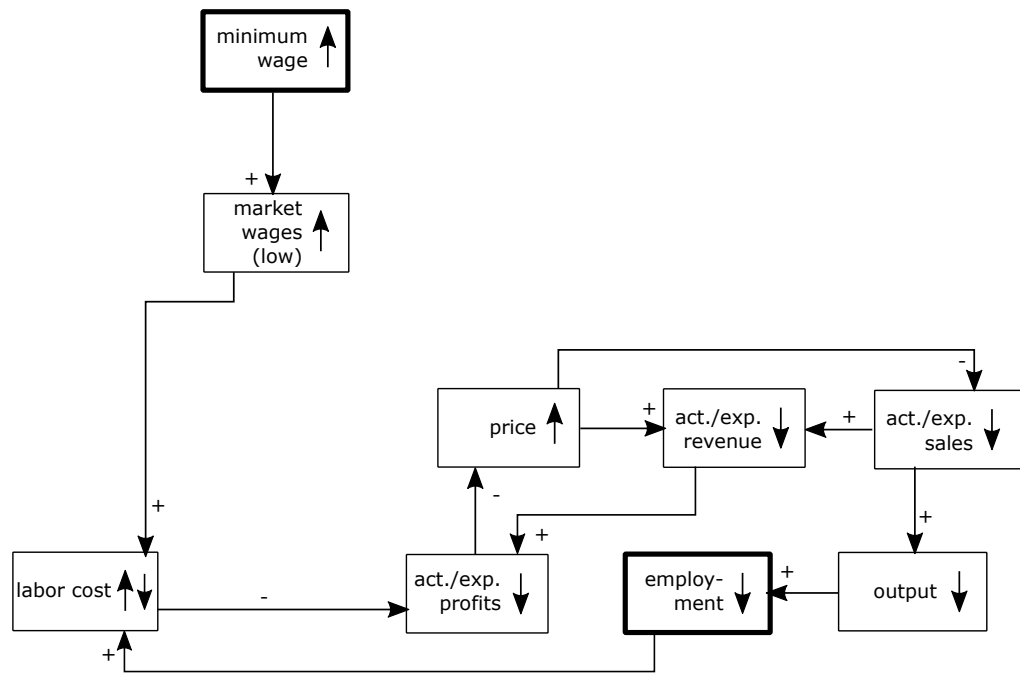 minimum
wage
+
market
wages
(low)
-
price
+
act./exp.
revenue
+
act./exp.
sales
-
+
+
+
labor cost
-
act./exp.
profits
employ-
ment
+
output
+